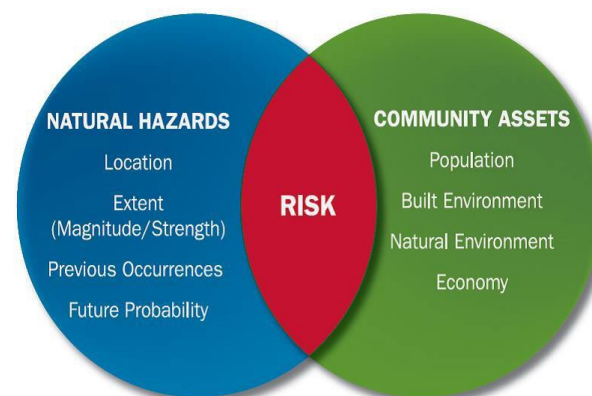 NATURAL HAZARDS
Location
Extent
(Magnitude/Strength)
Previous Occurrences
Future Probability
RISK
COMMUNITY ASSETS
Population
Built Environment
Natural Environment
Economy